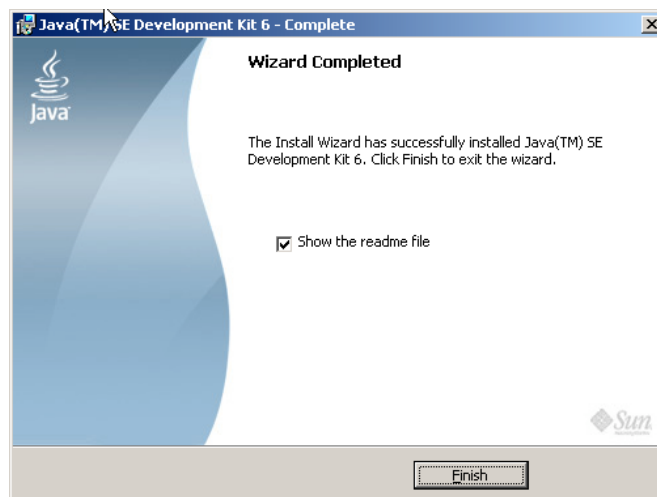 Java(TM) SE Development Kit 6 - Complete
Java
Wizard Completed
The Install Wizard has successfully installed Java(TM) SE
Development Kit 6. Click Finish to exit the wizard.
Show the readme file
Sun
Finish